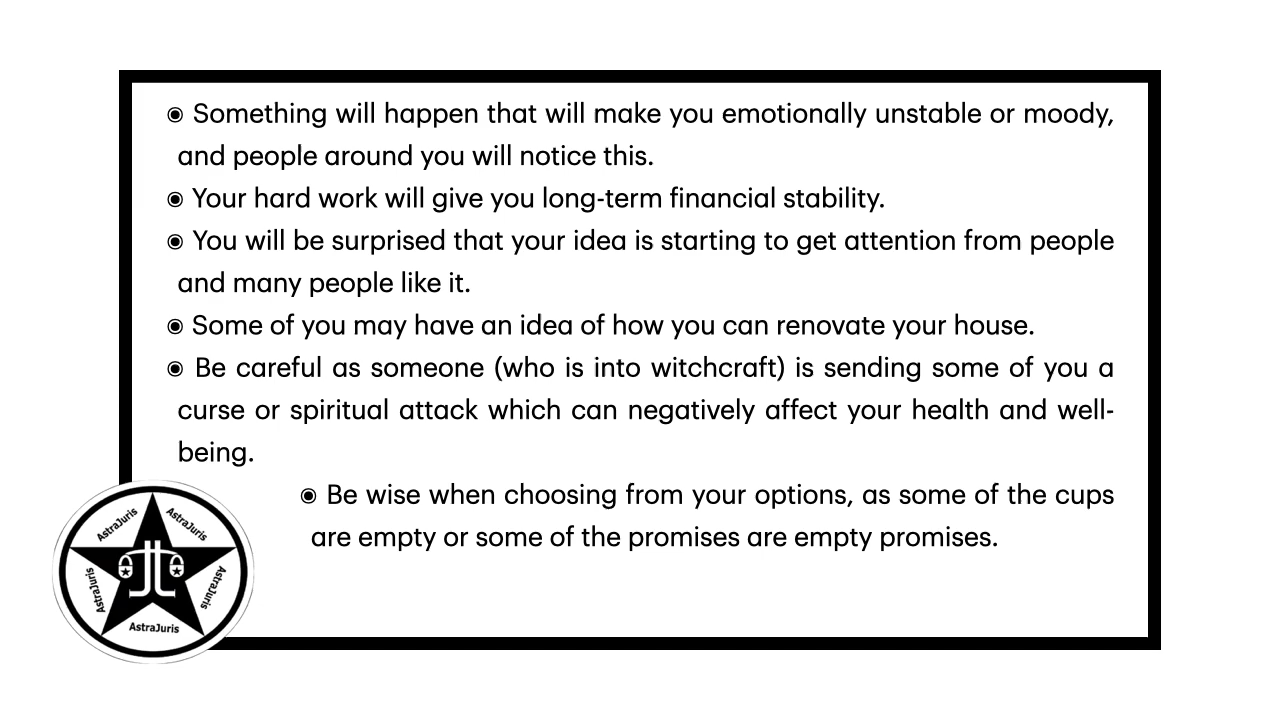 ◉ Something will happen that will make you emotionally unstable or moody,
and people around you will notice this.
◉ Your hard work will give you long-term financial stability.
◉ You will be surprised that your idea is starting to get attention from people
and many people like it.
◉ Some of you may have an idea of how you can renovate your house.
◉ Be careful as someone (who is into witchcraft) is sending some of you a
curse or spiritual attack which can negatively affect your health and well-
being.
◉ Be wise when choosing from your options, as some of the cups
are empty or some of the promises are empty promises.
AstraJuris
AstraJuris
AstraJuris
AstraJuris
AstraJuris